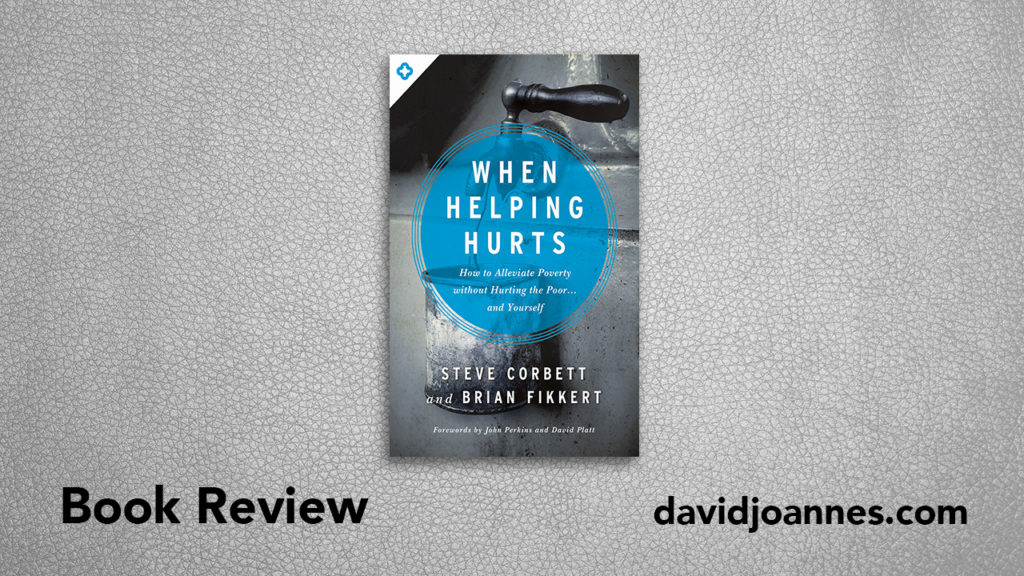 WHEN
HELPING
HURTS
How to Alleviate Poverty
without Hurting the Poor...
and Yourself
STEVE CORBETT
and BRIAN FIKKERT
Forewords by John Perkins and David Platt
Book Review
davidjoannes.com